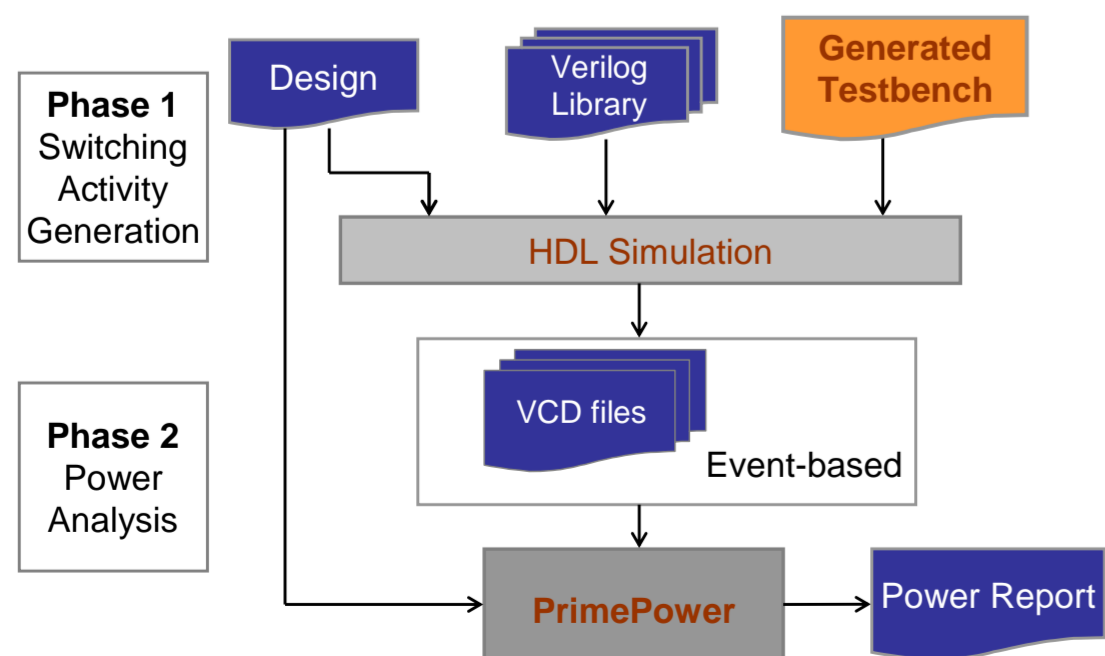 Phase 1
Switching
Activity
Generation
Design
Verilog
Library
Generated
Testbench
HDL Simulation
VCD files
Event-based
Phase 2
Power
Analysis
PrimePower
Power Report